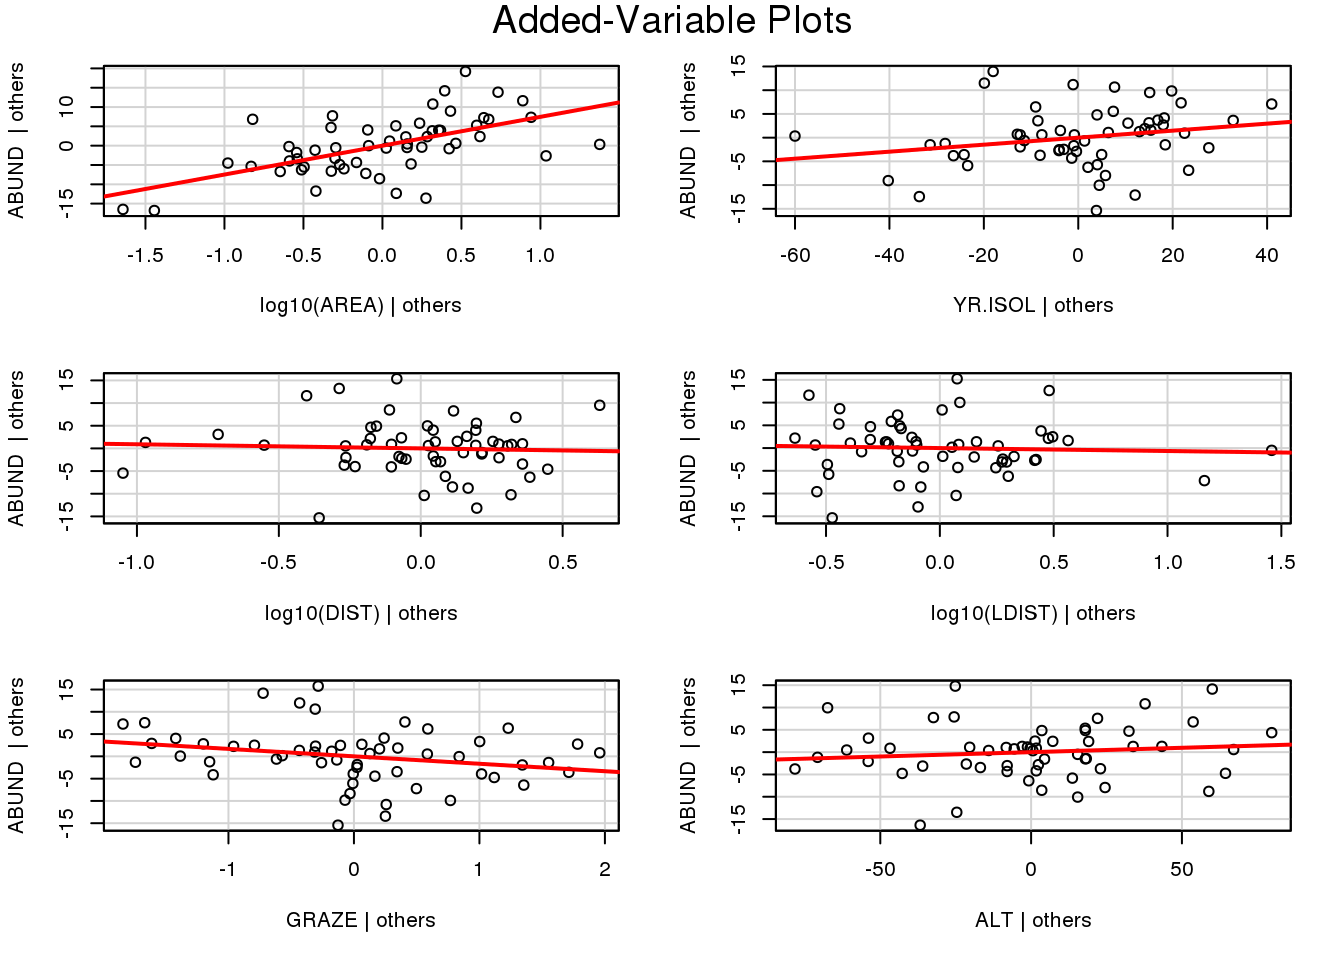 Added-Variable Plots
ABUND | others
-15 0 10
-1.5 -1.0 -0.5 0.0 0.5 1.0
log10(AREA) | others
ABUND | others
-15 -5 5 15
-60 -40 -20 0 20 40
YR.ISOL | others
ABUND | others
-15 -5 5 15
-1.0 -0.5 0.0 0.5
log10(DIST) | others
ABUND | others
-15 -5 5 15
-0.5 0.0 0.5 1.0 1.5
log10(LDIST) | others
ABUND | others
-15 -5 5 15
-1 0 1 2
GRAZE | others
ABUND | others
-15 -5 5 15
-50 0 50
ALT | others